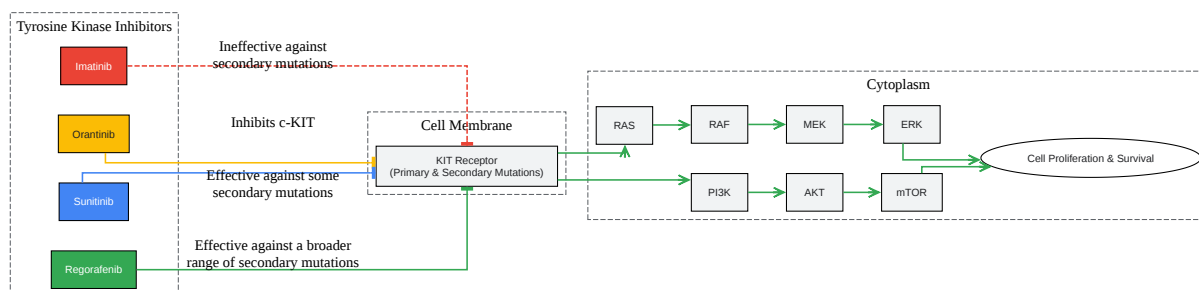 Tyrosine Kinase Inhibitors
Imatinib
Orantinib
Sunitinib
Regorafenib
Ineffective against
secondary mutations
Inhibits c-KIT
Effective against some
secondary mutations
Effective against a broader
range of secondary mutations
Cell Membrane
KIT Receptor
(Primary & Secondary Mutations)
Cytoplasm
RAS
RAF
MEK
ERK
PI3K
AKT
mTOR
Cell Proliferation & Survival